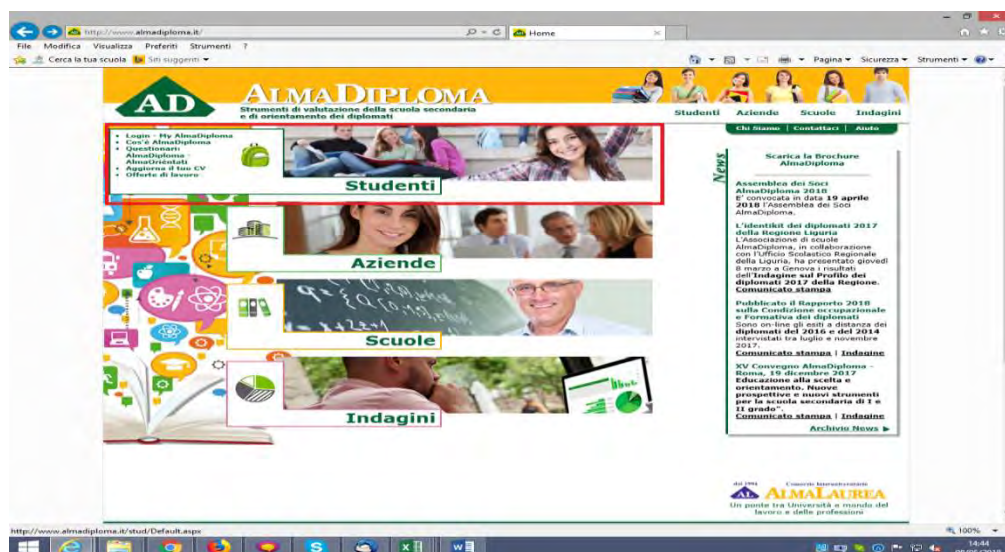 http://www.almadiploma.it/
Home
File Modifica Visualizza Preferiti Strumenti ?
Cerca la tua scuola Siti suggeriti Pagina Sicurezza Strumenti
AD
ALMADIPLOMA
Strumenti di valutazione della scuola secondaria
e di orientamento dei diplomati
Studenti Aziende Scuole Indagini
Chi Siamo | Contattaci | Aiuto
Login - My AlmaDiploma
Cos'è AlmaDiploma
Questionari:
AlmaDiploma -
AlmaOrièntati
Aggiorna il tuo CV
Offerte di lavoro
Studenti
Aziende
Scuole
Indagini
News
Scarica la Brochure
AlmaDiploma
Assemblea dei Soci
AlmaDiploma 2018
E' convocata in data 19 aprile
2018 l'Assemblea dei Soci
AlmaDiploma.
L'identikit dei diplomati 2017
della Regione Liguria
L'Associazione di scuole
AlmaDiploma, in collaborazione
con l'Ufficio Scolastico Regionale
della Liguria, ha presentato giovedì
8 marzo a Genova i risultati
dell'Indagine sul Profilo dei
diplomati 2017 della Regione.
Comunicato stampa
Pubblicato il Rapporto 2018
sulla Condizione occupazionale
e Formativa dei diplomati
Sono on-line gli esiti a distanza dei
diplomati del 2016 e del 2014
intervistati tra luglio e novembre
2017.
Comunicato stampa | Indagine
XV Convegno AlmaDiploma -
Roma, 19 dicembre 2017
Educazione alla scelta e
orientamento. Nuove
prospettive e nuovi strumenti
per la scuola secondaria di I e
II grado".
Comunicato stampa | Indagine
Archivio News
dal 1994 Consorzio Interuniversitario
AL ALMALAUREA
Un ponte tra Università e mondo del
lavoro e delle professioni
http://www.almadiploma.it/stud/Default.aspx
100%
14:44